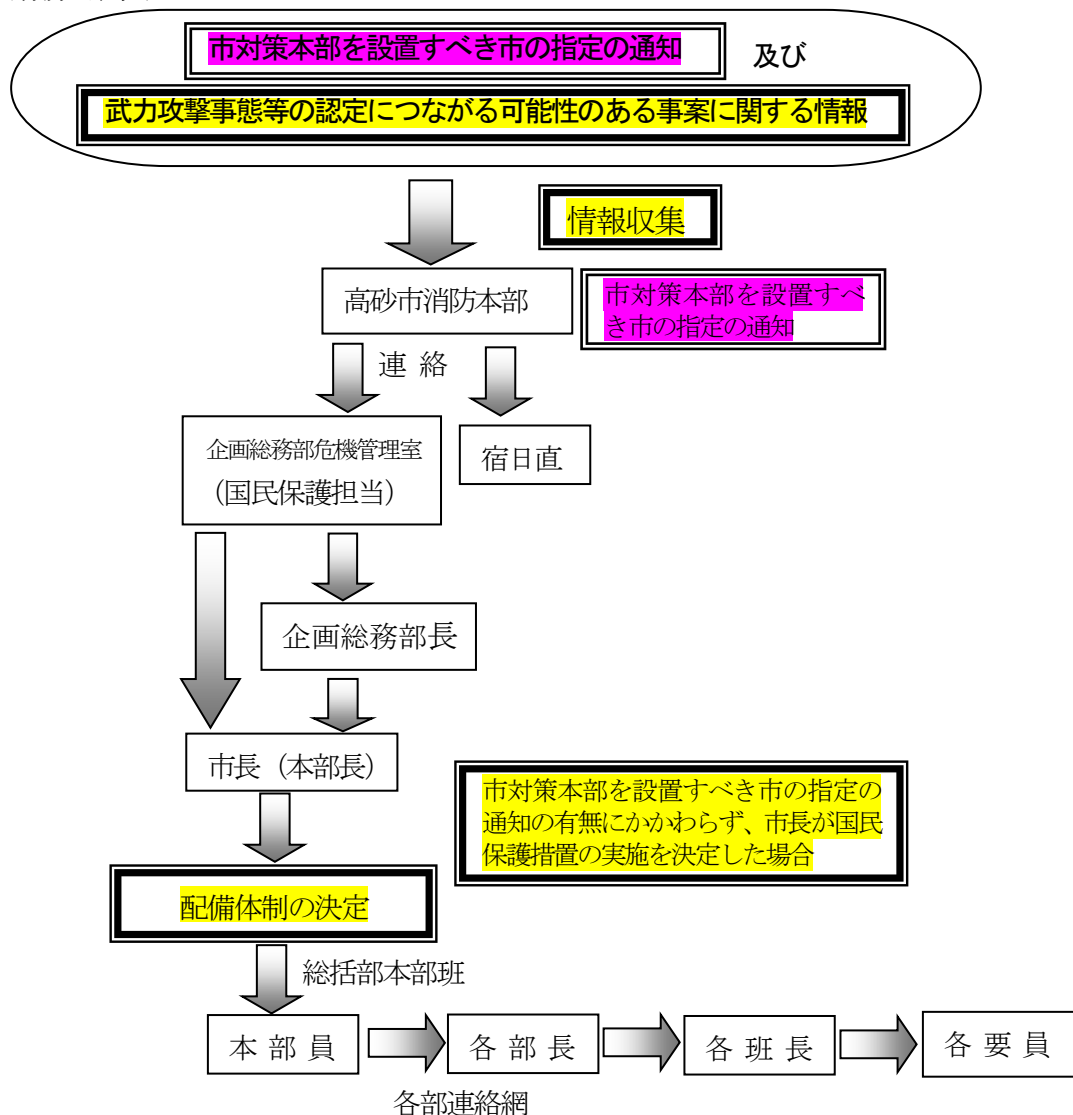 市対策本部を設置すべき市の指定の通知 及び
武力攻撃事態等の認定につながる可能性のある事案に関する情報
情報収集
高砂市消防本部
市対策本部を設置すべ
き市の指定の通知
連 絡
企画総務部危機管理室
（国民保護担当）
宿日直
企画総務部長
市長（本部長）
市対策本部を設置すべき市の指定の
通知の有無にかかわらず、市長が国民
保護措置の実施を決定した場合
配備体制の決定
総括部本部班
本 部 員
各 部 長
各 班 長
各 要 員
各部連絡網